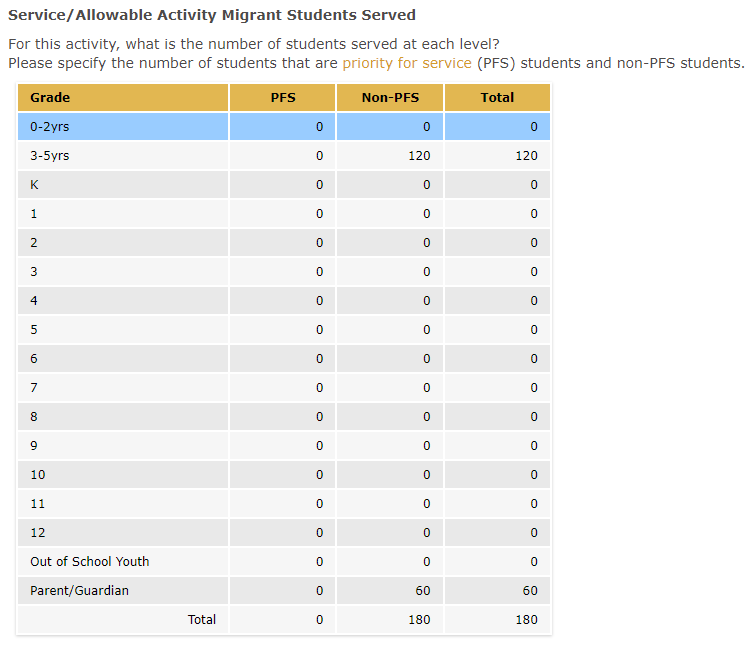 Service/Allowable Activity Migrant Students Served
For this activity, what is the number of students served at each level?
Please specify the number of students that are priority for service (PFS) students and non-PFS students.
Grade PFS Non-PFS Total
0-2yrs 0 0 0
3-5yrs 0 120 120
K 0 0 0
1 0 0 0
2 0 0 0
3 0 0 0
4 0 0 0
5 0 0 0
6 0 0 0
7 0 0 0
8 0 0 0
9 0 0 0
10 0 0 0
11 0 0 0
12 0 0 0
Out of School Youth 0 0 0
Parent/Guardian 0 60 60
Total 0 180 180